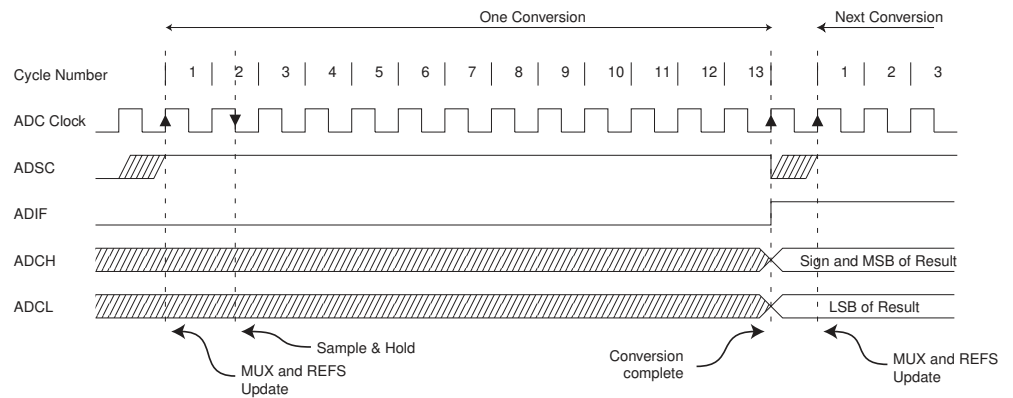 One Conversion
Next Conversion
Cycle Number
1 2 3 4 5 6 7 8 9 10 11 12 13 1 2 3
ADC Clock
ADSC
ADIF
ADCH
Sign and MSB of Result
ADCL
LSB of Result
Sample & Hold
MUX and REFS
Update
Conversion
complete
MUX and REFS
Update